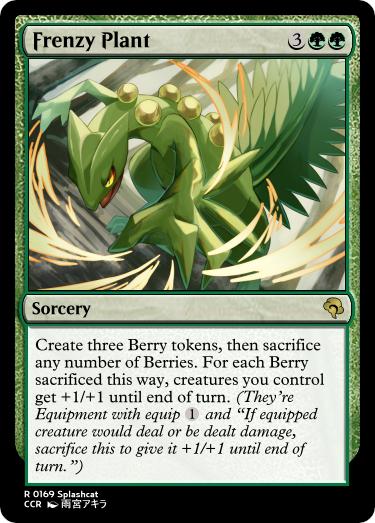 Frenzy Plant 3
Sorcery
Create three Berry tokens, then sacrifice
any number of Berries. For each Berry
sacrificed this way, creatures you control
get +1/+1 until end of turn. (They're
Equipment with equip 1 and “If equipped
creature would deal or be dealt damage,
sacrifice this to give it +1/+1 until end of
turn.”)
R 0169 Splashcat
CCR 雨宮アキラ